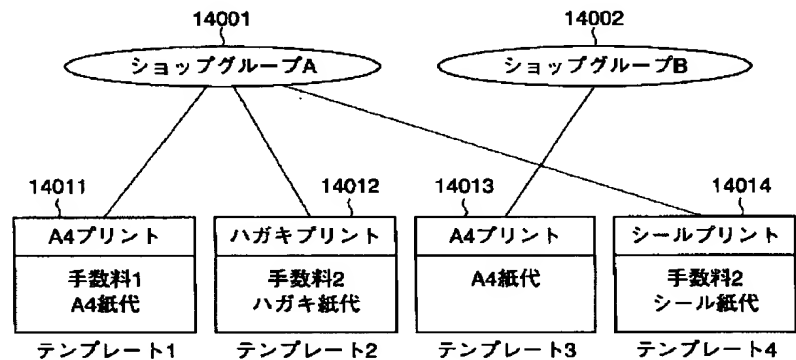 14001
14002
ショップグループA
ショップグループB
14011
14012
14013
14014
A4プリント
ハガキプリント
A4プリント
シールプリント
手数料1
A4紙代
手数料2
ハガキ紙代
A4紙代
手数料2
シール紙代
テンプレート1
テンプレート2
テンプレート3
テンプレート4